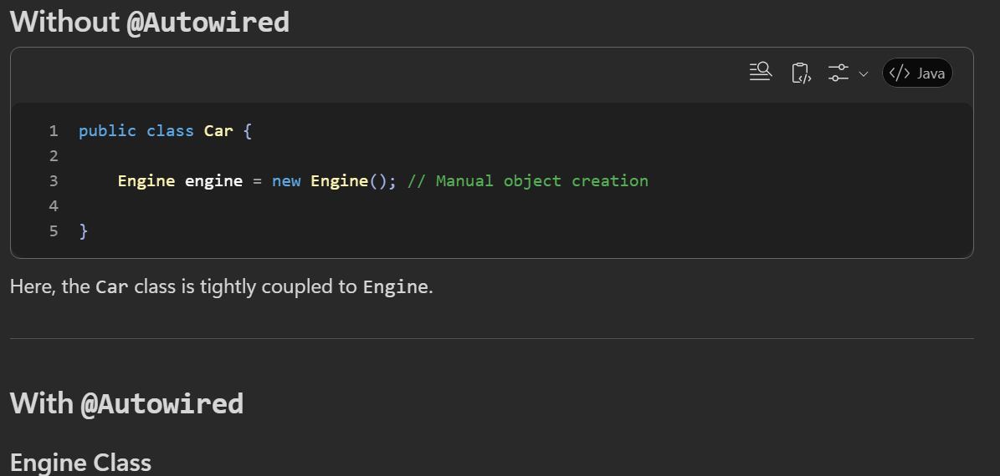 Without @Autowired
</> Java
1 public class Car {
2
3     Engine engine = new Engine(); // Manual object creation
4
5 }
Here, the Car class is tightly coupled to Engine.
With @Autowired
Engine Class